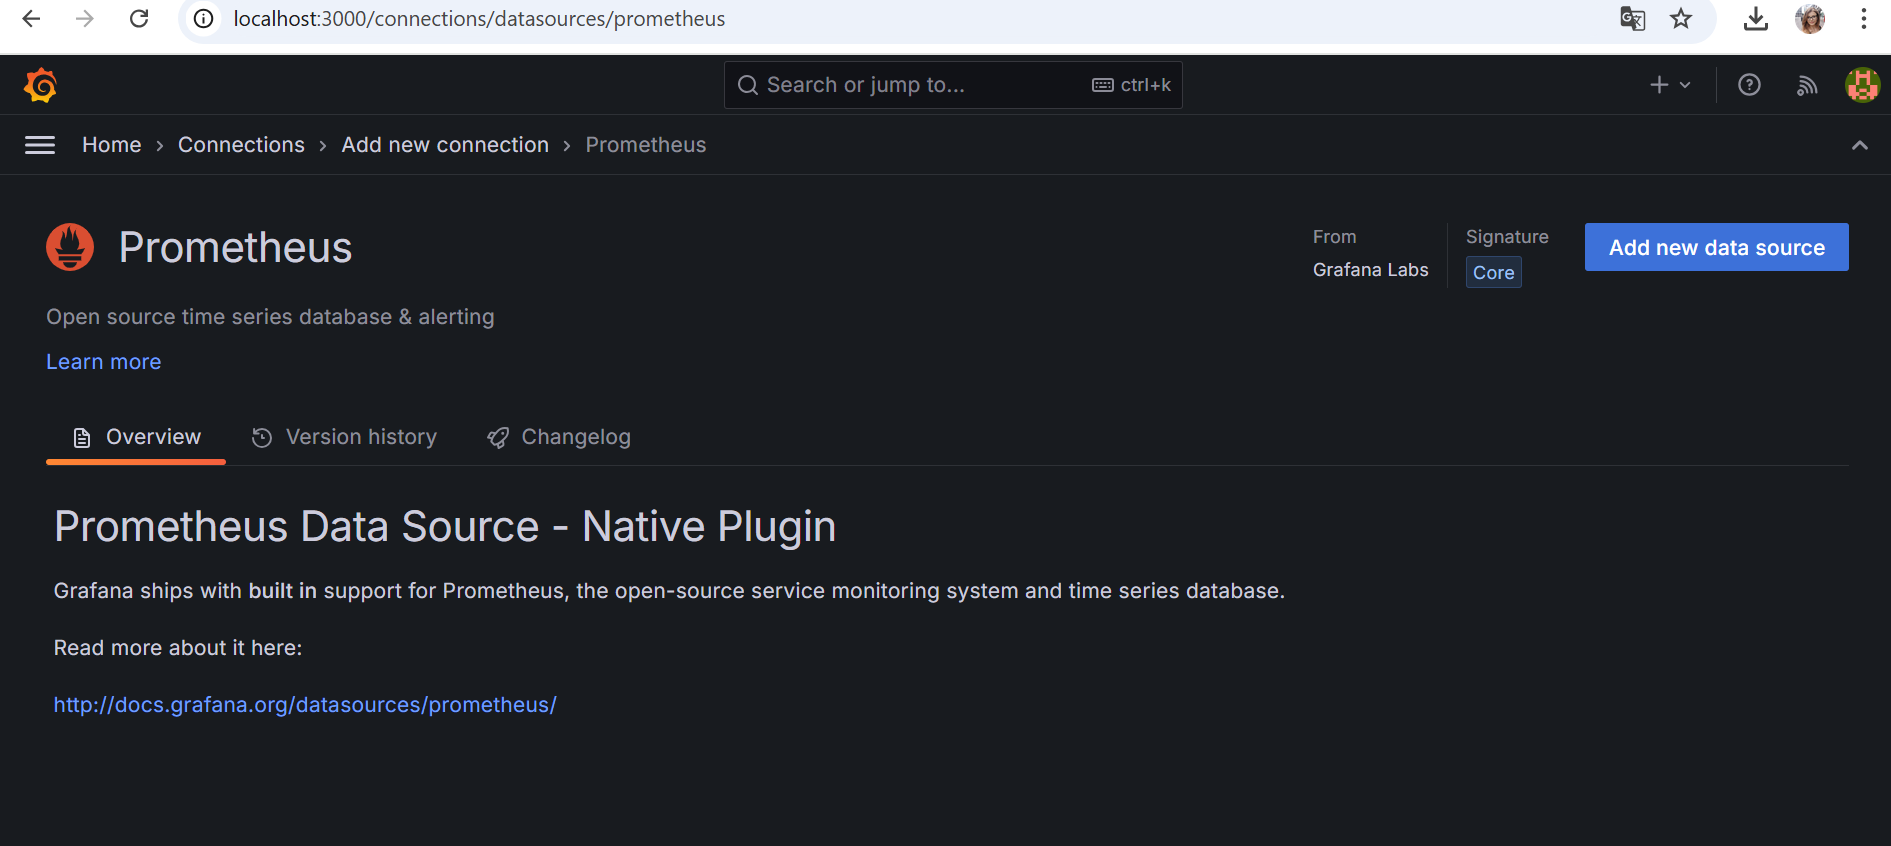 localhost:3000/connections/datasources/prometheus
Search or jump to... ctrl+k
Home › Connections › Add new connection › Prometheus
Prometheus
From
Grafana Labs
Signature
Core
Add new data source
Open source time series database & alerting
Learn more
Overview Version history Changelog
Prometheus Data Source - Native Plugin
Grafana ships with built in support for Prometheus, the open-source service monitoring system and time series database.
Read more about it here:
http://docs.grafana.org/datasources/prometheus/